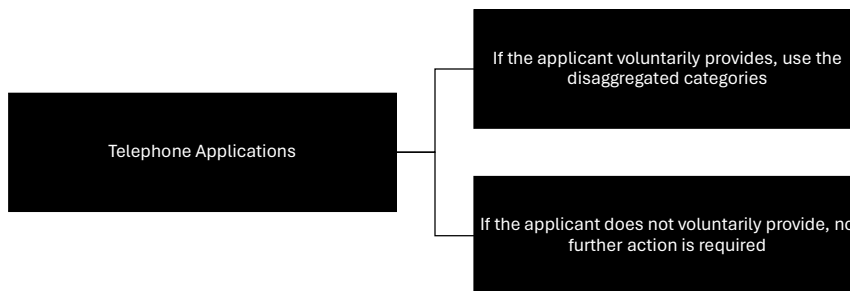 If the applicant voluntarily provides, use the
disaggregated categories
Telephone Applications
If the applicant does not voluntarily provide, no
further action is required